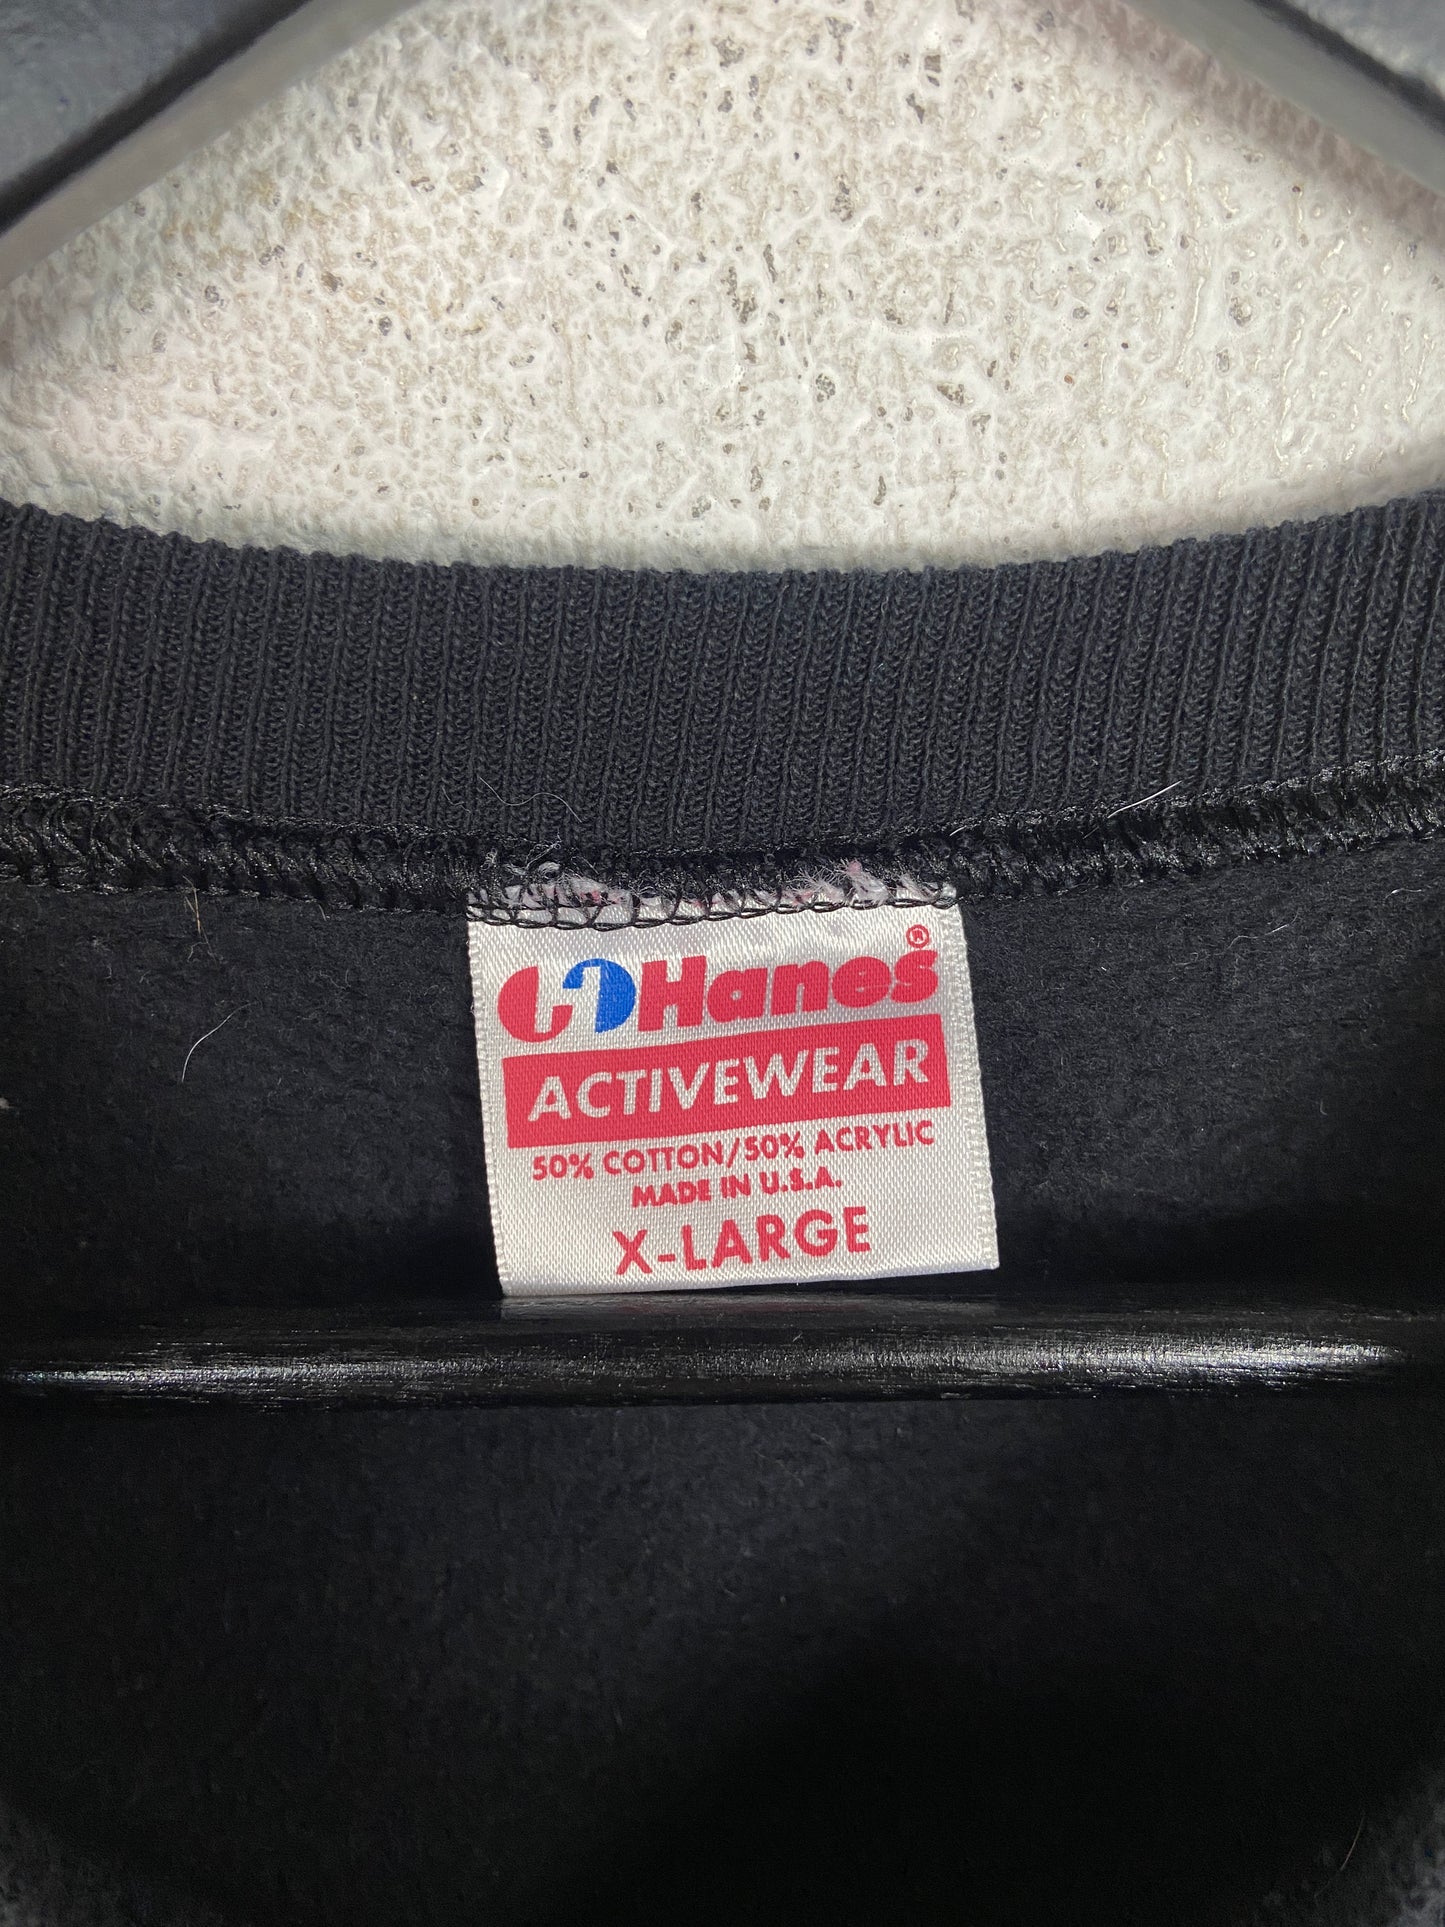 Hanes®
ACTIVEWEAR
50% COTTON/50% ACRYLIC
MADE IN U.S.A.
X-LARGE